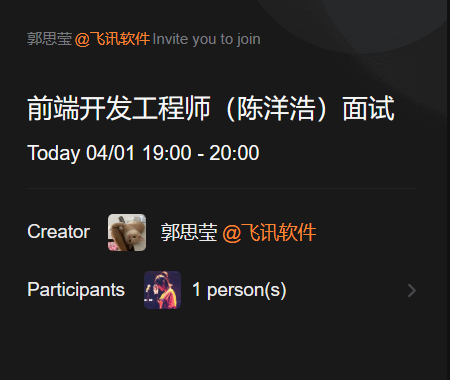 郭思莹@飞讯软件 Invite you to join
前端开发工程师（陈洋浩）面试
Today 04/01 19:00 - 20:00
Creator 郭思莹 @飞讯软件
Participants 1 person(s)